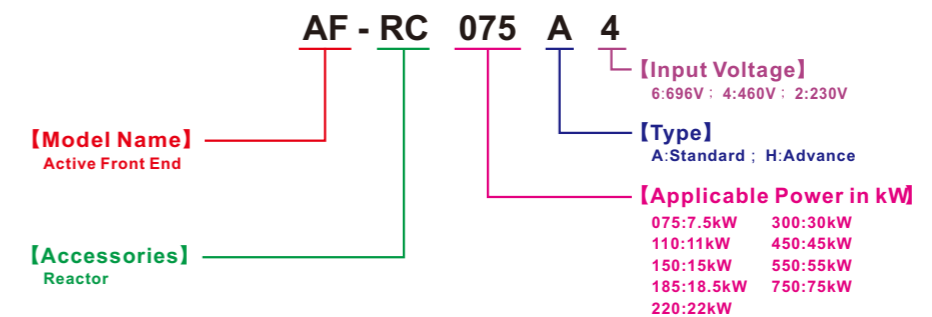 AF - RC 075 A 4
【Input Voltage】
6:696V ; 4:460V ; 2:230V
【Type】
A:Standard ; H:Advance
【Model Name】
Active Front End
【Applicable Power in kW】
075:7.5kW 300:30kW
110:11kW 450:45kW
150:15kW 550:55kW
185:18.5kW 750:75kW
220:22kW
【Accessories】
Reactor